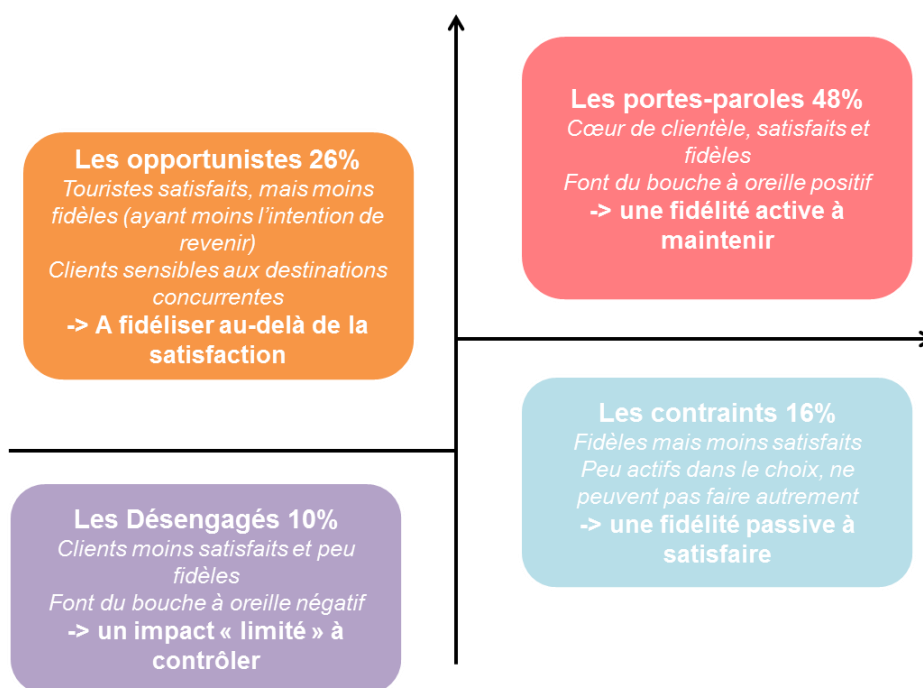 Les portes-paroles 48%
Cœur de clientèle, satisfaits et
fidèles
Font du bouche à oreille positif
-> une fidélité active à
maintenir
Les opportunistes 26%
Touristes satisfaits, mais moins
fidèles (ayant moins l’intention de
revenir)
Clients sensibles aux destinations
concurrentes
-> A fidéliser au-delà de la
satisfaction
Les contraints 16%
Fidèles mais moins satisfaits
Peu actifs dans le choix, ne
peuvent pas faire autrement
-> une fidélité passive à
satisfaire
Les Désengagés 10%
Clients moins satisfaits et peu
fidèles
Font du bouche à oreille négatif
-> un impact « limité » à
contrôler